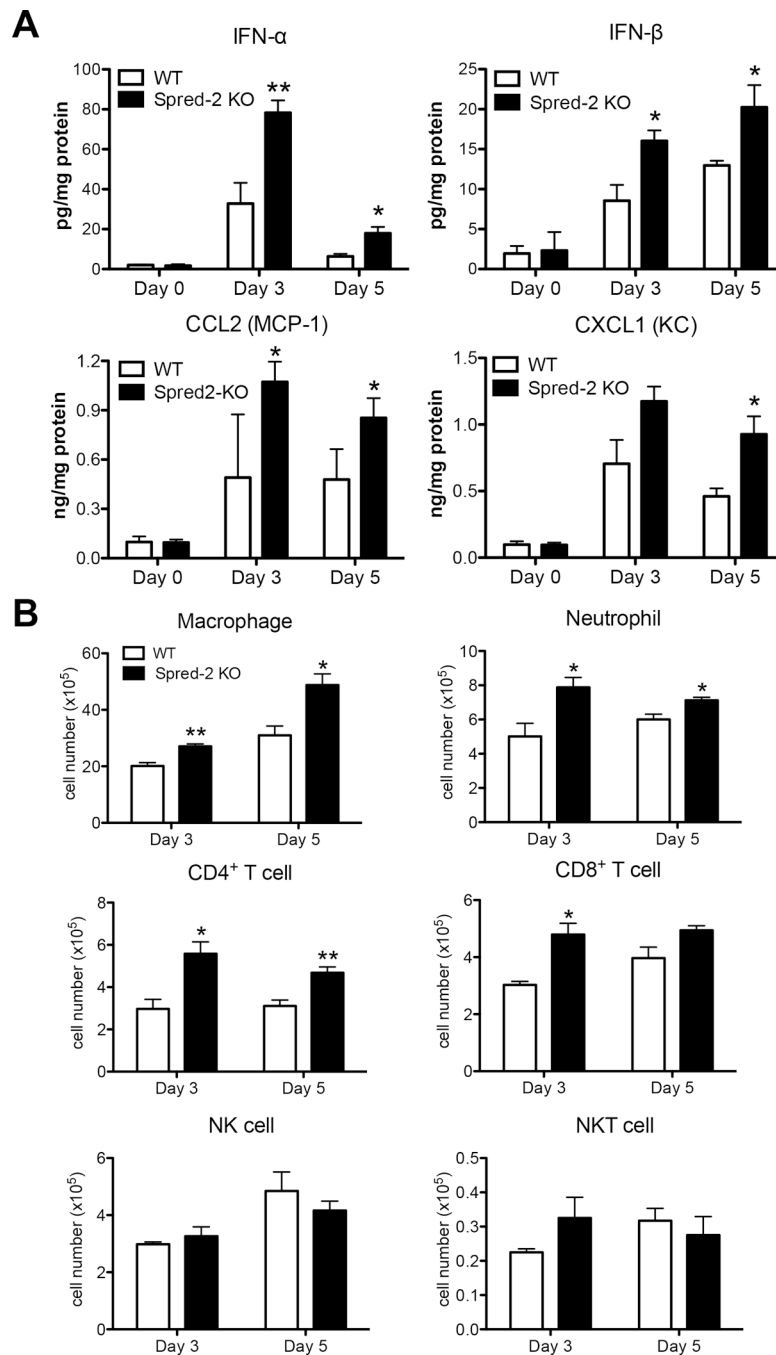 A
IFN-α
WT
Spred-2 KO
pg/mg protein
100
80
60
40
20
0
**
*
Day 0
Day 3
Day 5
IFN-β
WT
Spred-2 KO
pg/mg protein
25
20
15
10
5
0
*
*
Day 0
Day 3
Day 5
CCL2 (MCP-1)
WT
Spred2-KO
ng/mg protein
1.2
0.9
0.6
0.3
0.0
*
*
Day 0
Day 3
Day 5
CXCL1 (KC)
WT
Spred-2 KO
ng/mg protein
1.5
1.0
0.5
0.0
*
Day 0
Day 3
Day 5
B
Macrophage
WT
Spred-2 KO
cell number (x10⁵)
60
40
20
0
**
*
Day 3
Day 5
Neutrophil
cell number (x10⁵)
10
8
6
4
2
0
*
*
Day 3
Day 5
CD4⁺ T cell
cell number (x10⁵)
8
6
4
2
0
*
**
Day 3
Day 5
CD8⁺ T cell
cell number (x10⁵)
6
4
2
0
*
Day 3
Day 5
NK cell
cell number (x10⁵)
6
4
2
0
Day 3
Day 5
NKT cell
cell number (x10⁵)
0.5
0.4
0.3
0.2
0.1
0.0
Day 3
Day 5